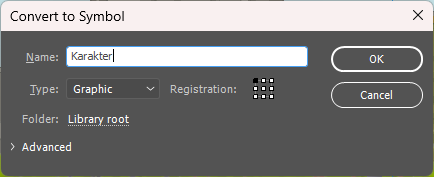 Convert to Symbol
Name: Karakter
OK
Type: Graphic Registration:
Cancel
Folder: Library root
Advanced